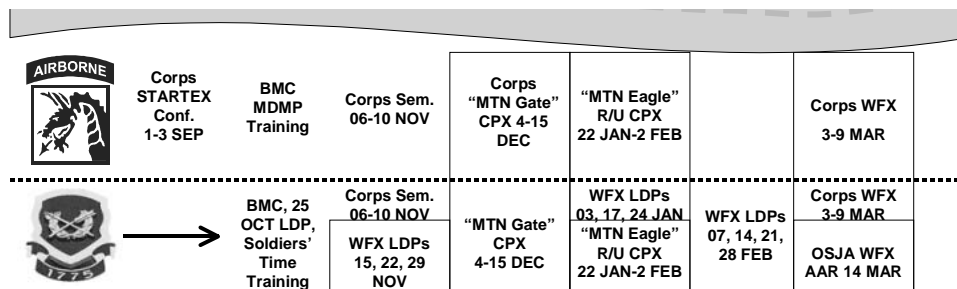 AIRBORNE
Corps
STARTEX
Conf.
1-3 SEP
BMC
MDMP
Training
Corps Sem.
06-10 NOV
Corps
“MTN Gate”
CPX 4-15
DEC
“MTN Eagle”
R/U CPX
22 JAN-2 FEB
Corps WFX
3-9 MAR
1775
BMC, 25
OCT LDP,
Soldiers’
Time
Training
Corps Sem.
06-10 NOV
WFX LDPs
15, 22, 29
NOV
“MTN Gate”
CPX
4-15 DEC
WFX LDPs
03, 17, 24 JAN
“MTN Eagle”
R/U CPX
22 JAN-2 FEB
WFX LDPs
07, 14, 21,
28 FEB
Corps WFX
3-9 MAR
OSJA WFX
AAR 14 MAR